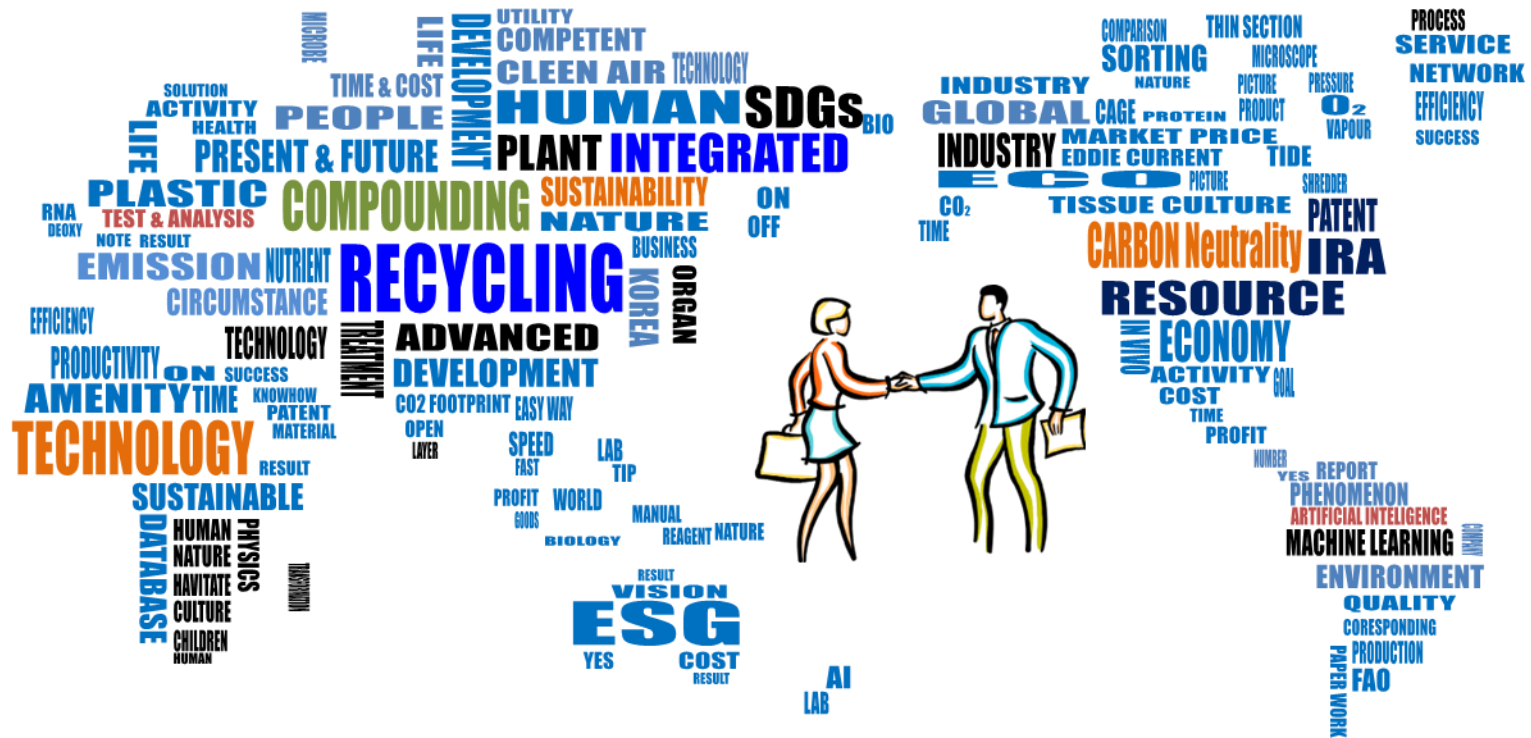 MICROBE
LIFE
DEVELOPMENT
UTILITY
COMPETENT
CLEEN AIR TECHNOLOGY
TIME & COST
SOLUTION
ACTIVITY
HEALTH
PEOPLE
HUMAN SDGs BIO
LIFE
PRESENT & FUTURE
PLANT INTEGRATED
PLASTIC
COMPOUNDING
SUSTAINABILITY
NATURE
ON
OFF
RNA
DEOXY
TEST & ANALYSIS
NOTE RESULT
EMISSION NUTRIENT
CIRCUMSTANCE
RECYCLING
BUSINESS
KOREA
ORGAN
EFFICIENCY
TECHNOLOGY
TREATMENT
ADVANCED
DEVELOPMENT
PRODUCTIVITY ON SUCCESS
AMENITY TIME KNOWHOW
PATENT
MATERIAL
CO2 FOOTPRINT EASY WAY
OPEN
LAYER
TECHNOLOGY RESULT
SUSTAINABLE
SPEED
FAST
LAB
TIP
PROFIT WORLD
GOODS
MANUAL
BIOLOGY
REAGENT NATURE
DATABASE
HUMAN
NATURE
HAVITATE
CULTURE
CHILDREN
HUMAN
PHYSICS
TRANSFORMATION
RESULT
VISION
ESG
YES COST
RESULT
AI
LAB
COMPARISON THIN SECTION
SORTING MICROSCOPE
NATURE
PROCESS
SERVICE
NETWORK
EFFICIENCY
SUCCESS
INDUSTRY PICTURE PRESSURE
GLOBAL CAGE PROTEIN PRODUCT O2
VAPOUR
INDUSTRY MARKET PRICE
EDDIE CURRENT TIDE
ECO PICTURE SHREDDER
CO2
TIME
TISSUE CULTURE PATENT
CARBON Neutrality IRA
RESOURCE
IN VIVO
ECONOMY
ACTIVITY GOAL
COST
TIME
PROFIT
NUMBER
YES REPORT
PHENOMENON
ARTIFICIAL INTELIGENCE
MACHINE LEARNING COMPANY
ENVIRONMENT
QUALITY
CORESPONDING
PRODUCTION
FAO
PAPER WORK